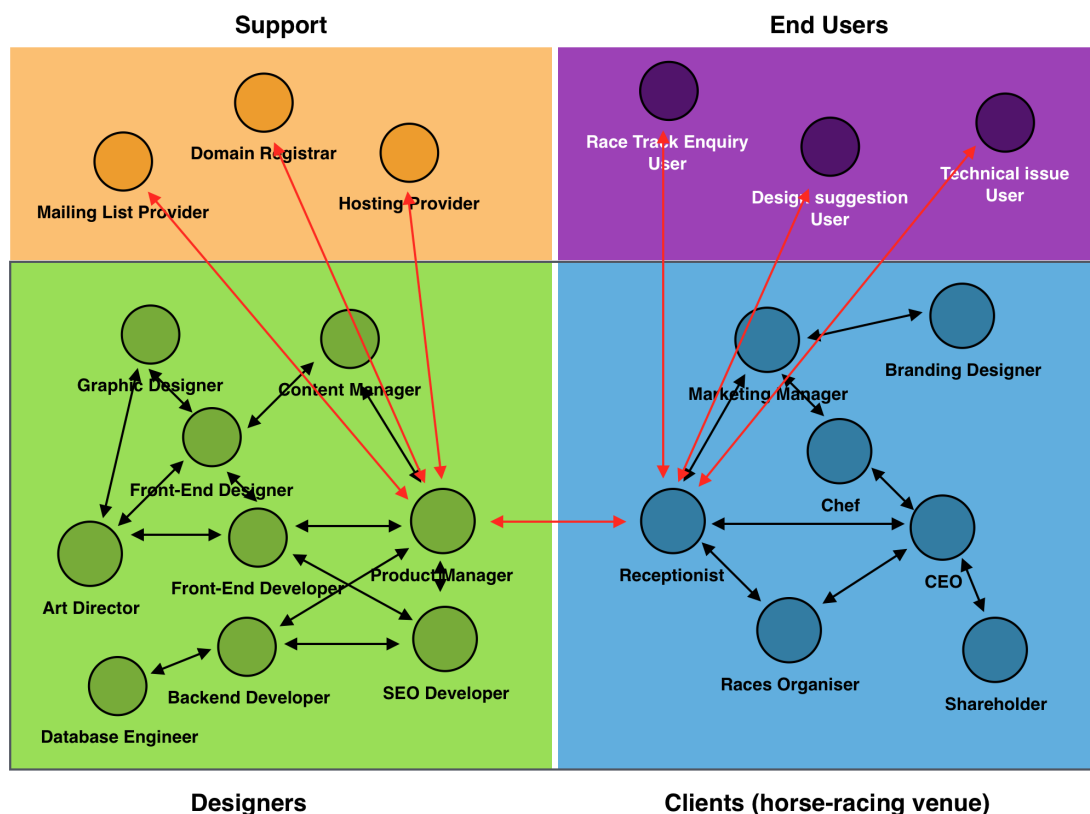 Support
End Users
Domain Registrar
Mailing List Provider
Hosting Provider
Race Track Enquiry
User
Design suggestion
User
Technical issue
User
Graphic Designer
Content Manager
Front-End Designer
Art Director
Front-End Developer
Product Manager
Backend Developer
SEO Developer
Database Engineer
Marketing Manager
Branding Designer
Chef
Receptionist
CEO
Races Organiser
Shareholder
Designers
Clients (horse-racing venue)